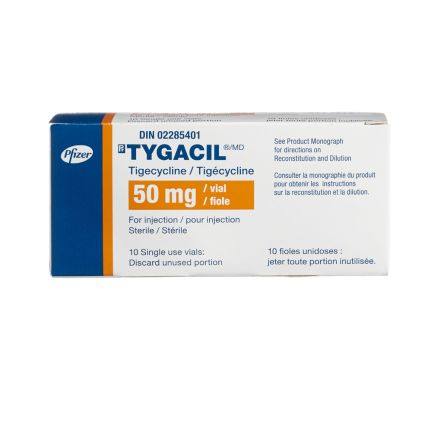 Pfizer
DIN 02285401
Pr TYGACIL®/MD
Tigecycline / Tigécycline
50 mg / vial
/ fiole
For injection / pour injection
Sterile / Stérile
10 Single use vials:
Discard unused portion
See Product Monograph
for directions on
Reconstitution and Dilution
Consulter la monographie du produit
pour obtenir les instructions
sur la reconstitution et la dilution.
10 fioles unidoses :
jeter toute portion inutilisée.